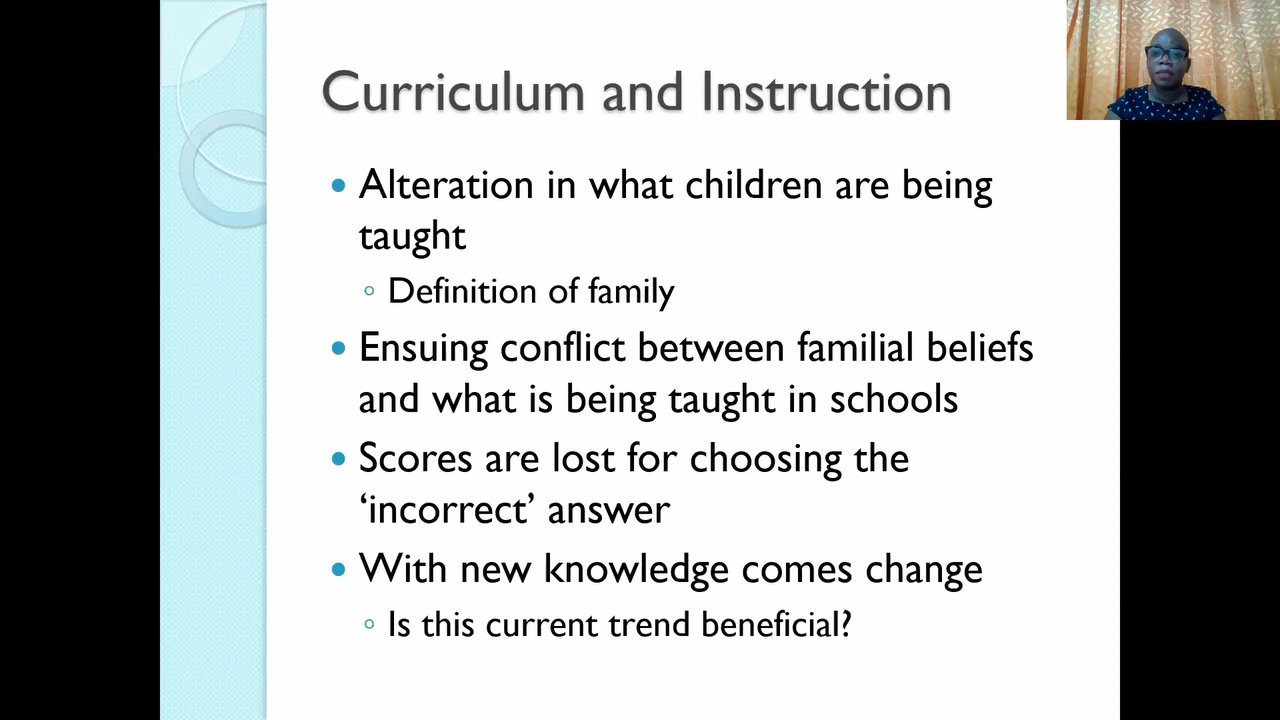 Curriculum and Instruction
• Alteration in what children are being
taught
◦ Definition of family
• Ensuing conflict between familial beliefs
and what is being taught in schools
• Scores are lost for choosing the
‘incorrect’ answer
• With new knowledge comes change
◦ Is this current trend beneficial?